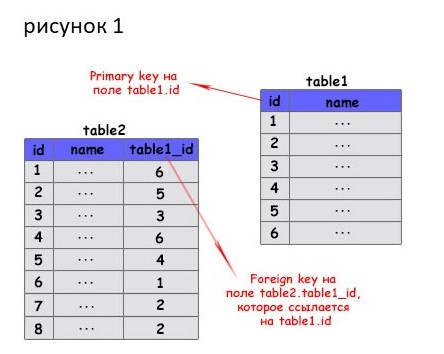 рисунок 1
Primary key на
поле table1.id
table1
id name
1 ...
2 ...
3 ...
4 ...
5 ...
6 ...
table2
id name table1_id
1 ... 6
2 ... 5
3 ... 3
4 ... 6
5 ... 4
6 ... 1
7 ... 2
8 ... 2
Foreign key на
поле table2.table1_id,
которое ссылается
на table1.id